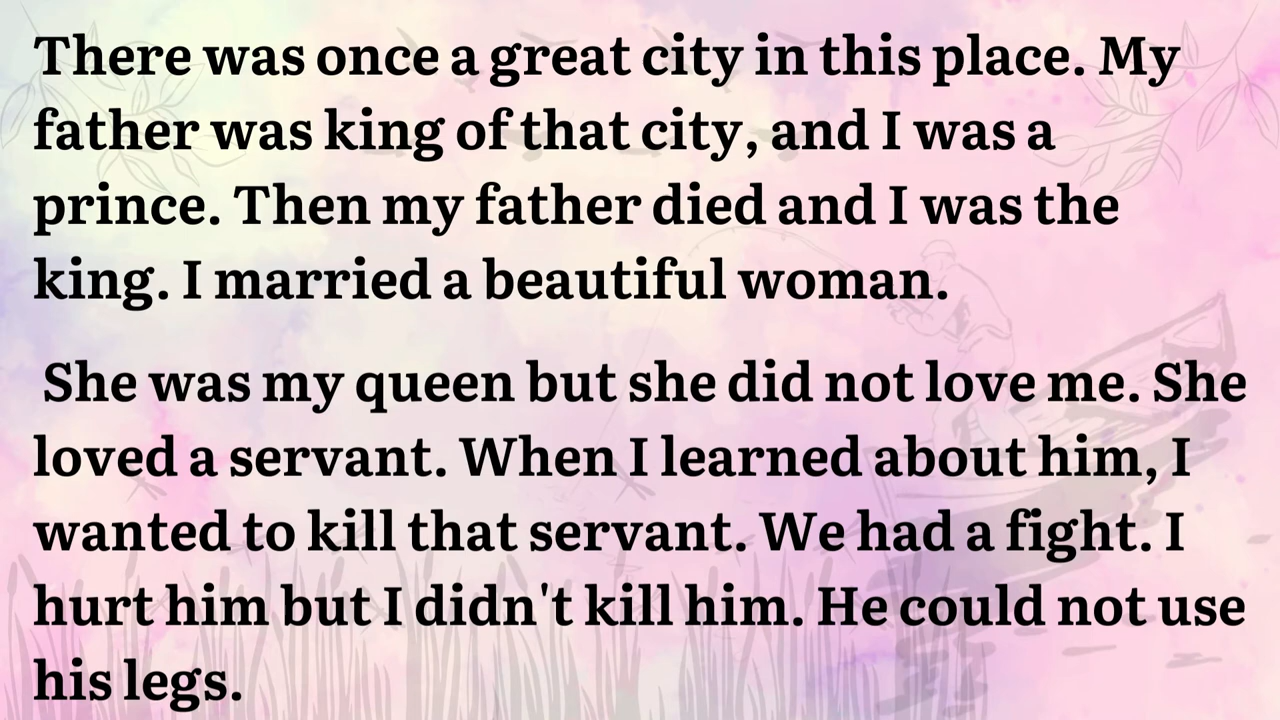 There was once a great city in this place. My
father was king of that city, and I was a
prince. Then my father died and I was the
king. I married a beautiful woman.
She was my queen but she did not love me. She
loved a servant. When I learned about him, I
wanted to kill that servant. We had a fight. I
hurt him but I didn't kill him. He could not use
his legs.